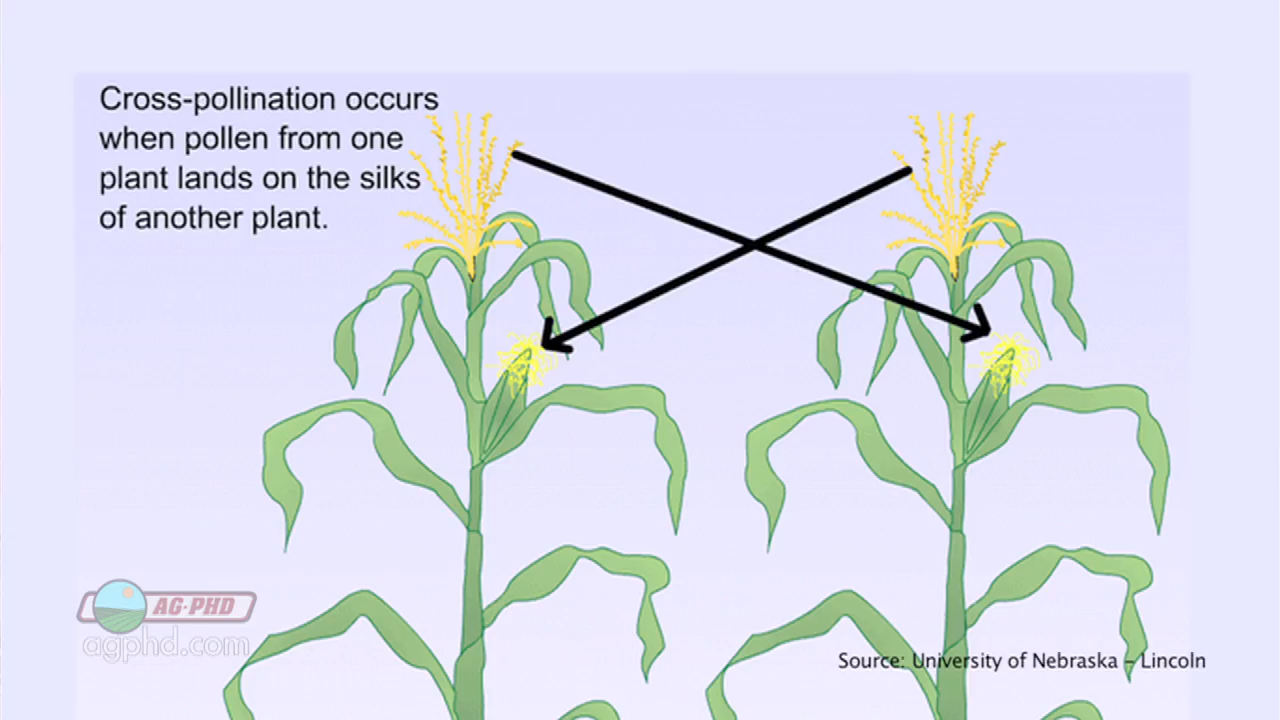 Cross-pollination occurs
when pollen from one
plant lands on the silks
of another plant.
AG•PHD
agphd.com
Source: University of Nebraska – Lincoln